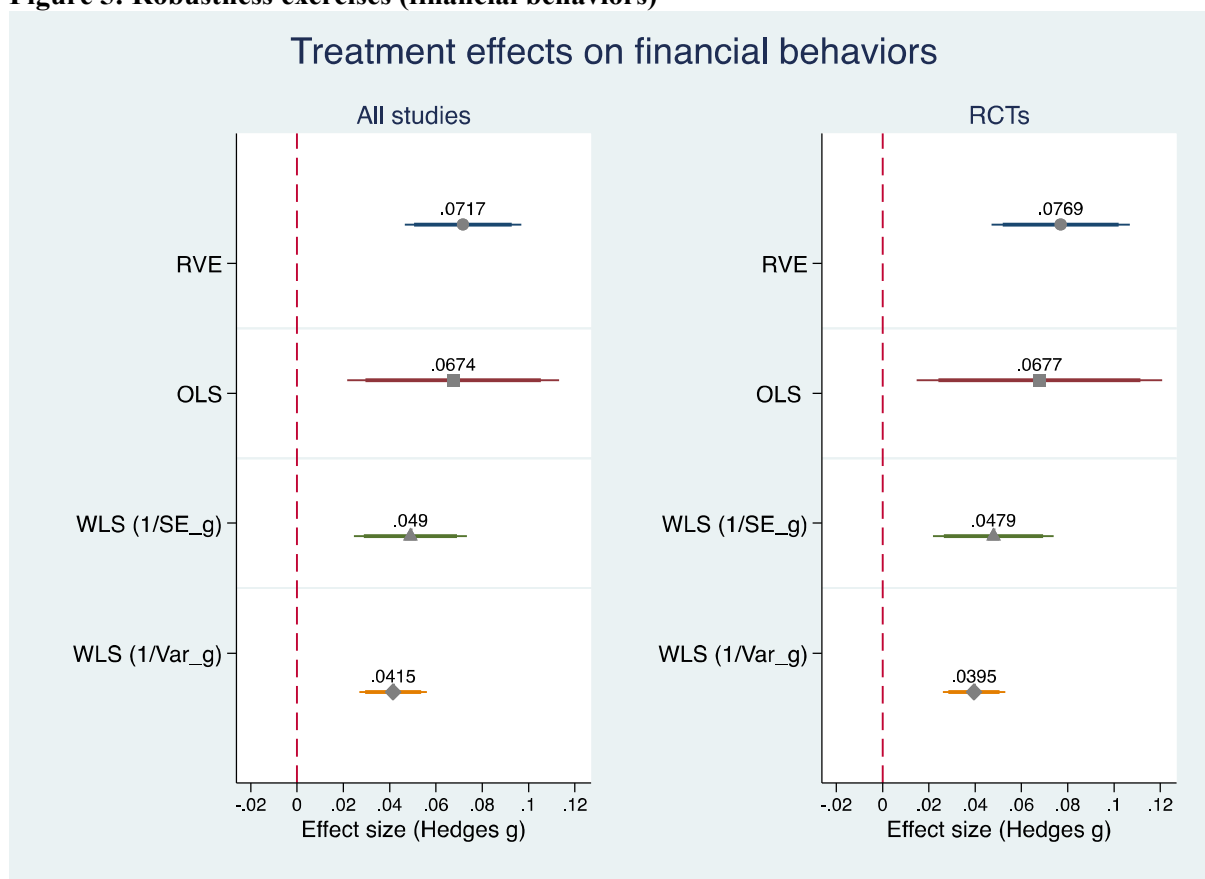 Figure 3: Robustness exercises (financial behaviors)
Treatment effects on financial behaviors
All studies
.0717
RVE
.0674
OLS
.049
WLS (1/SE_g)
.0415
WLS (1/Var_g)
-.02 0 .02 .04 .06 .08 .1 .12
Effect size (Hedges g)
RCTs
.0769
RVE
.0677
OLS
.0479
WLS (1/SE_g)
.0395
WLS (1/Var_g)
-.02 0 .02 .04 .06 .08 .1 .12
Effect size (Hedges g)